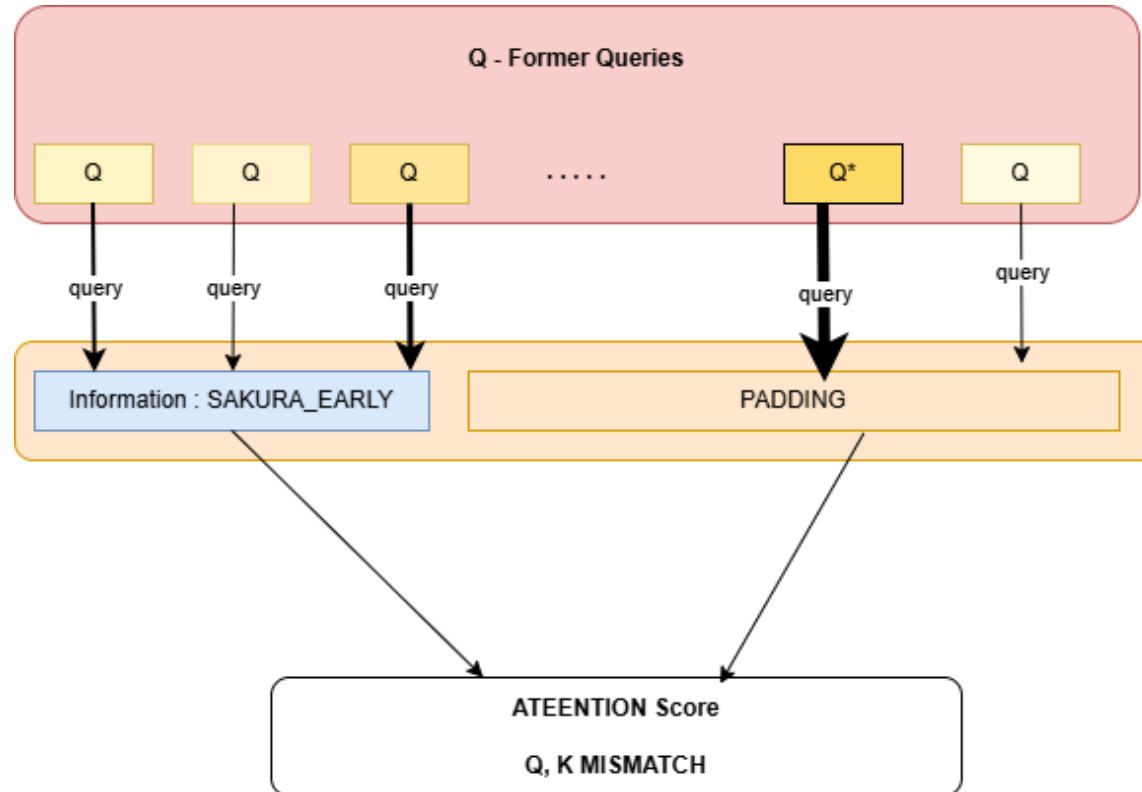 Q - Former Queries
Q Q Q ..... Q* Q
query query query query query
Information : SAKURA_EARLY PADDING
ATEENTION Score
Q, K MISMATCH